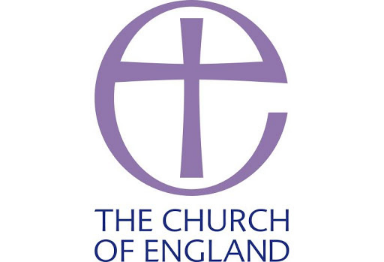 THE CHURCH
OF ENGLAND